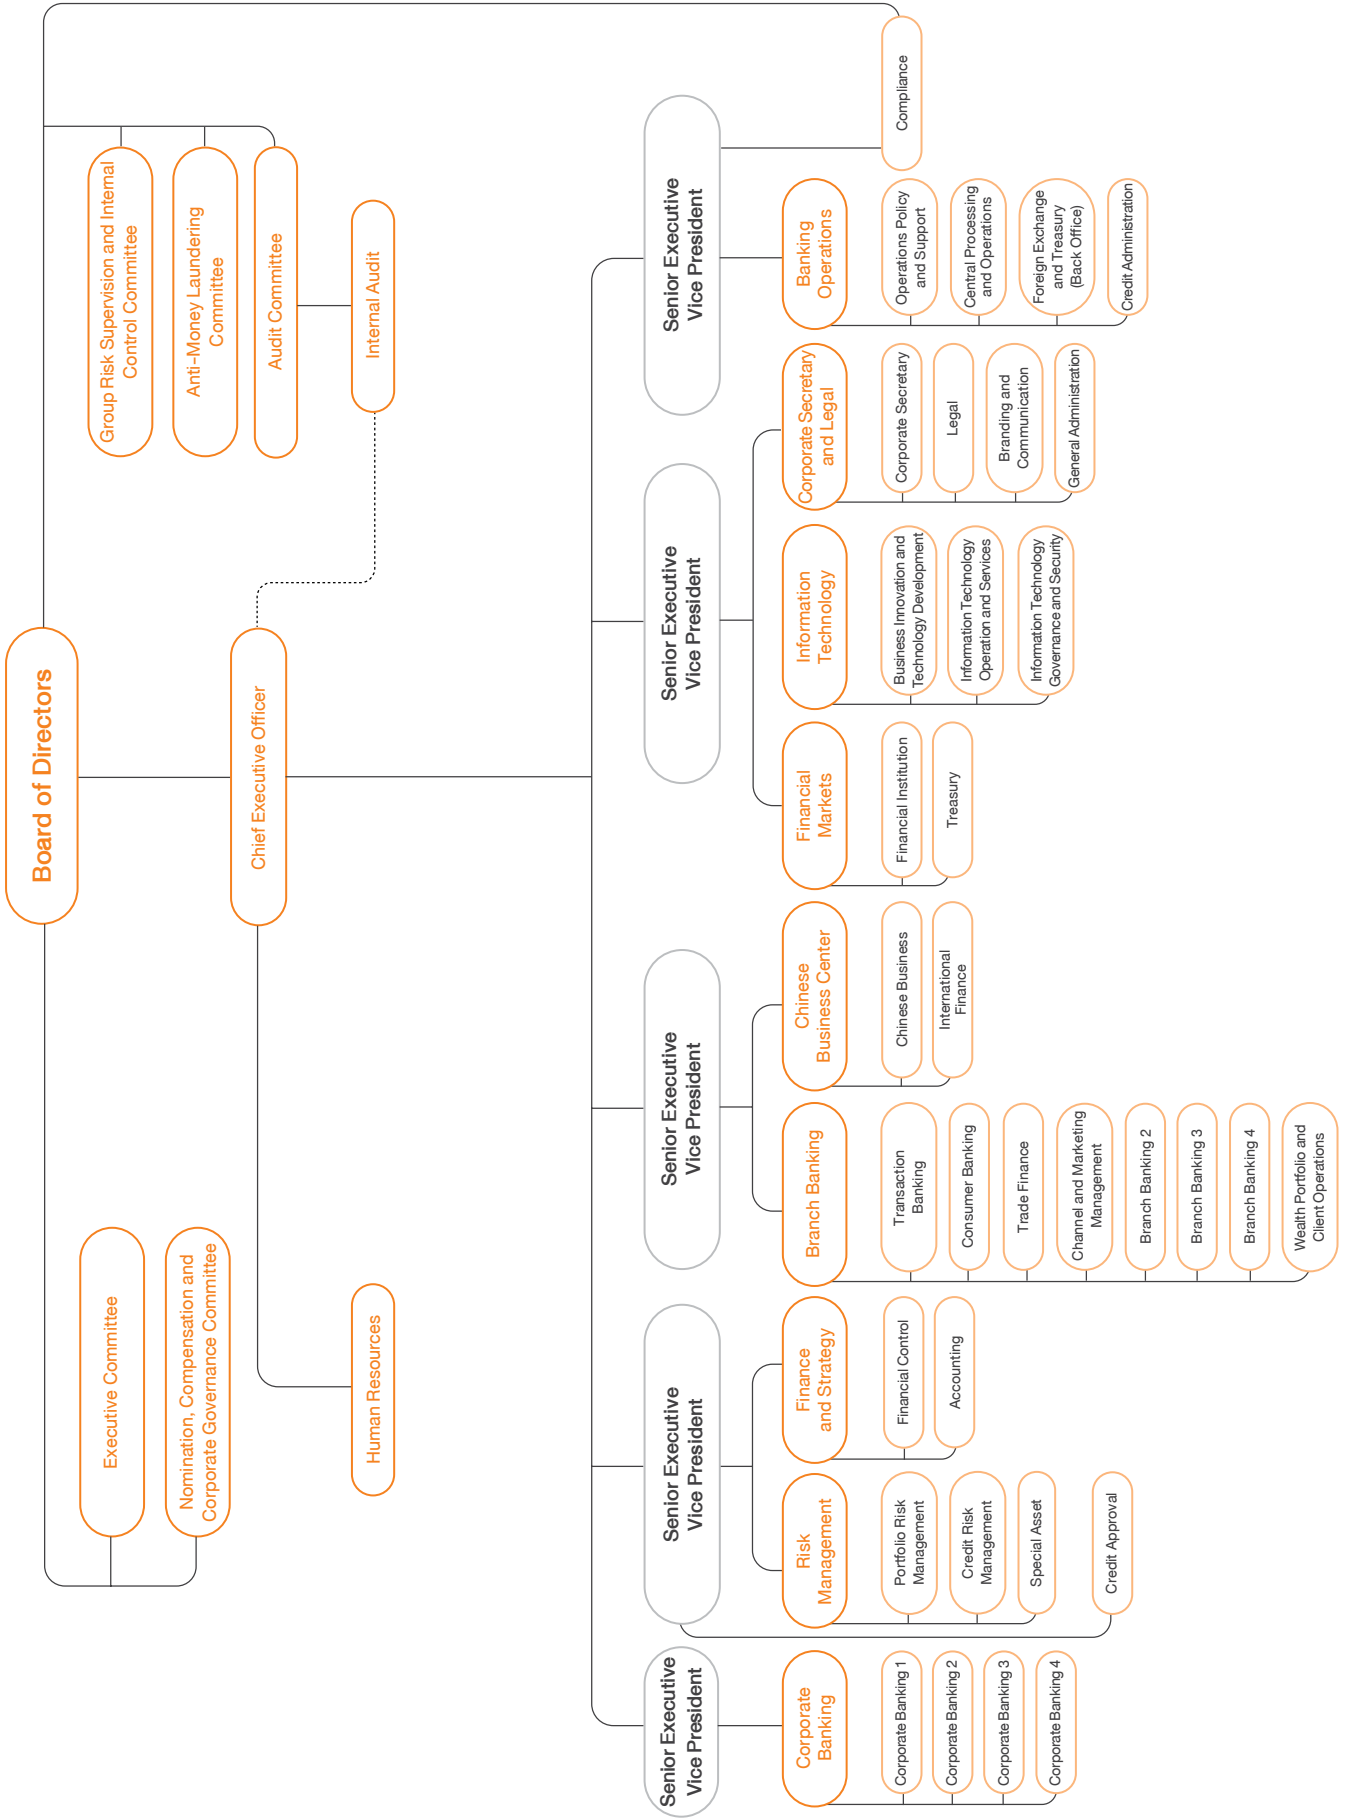 Board of Directors
Executive Committee
Nomination, Compensation and
Corporate Governance Committee
Group Risk Supervision and Internal
Control Committee
Anti-Money Laundering
Committee
Audit Committee
Chief Executive Officer
Human Resources
Internal Audit
Senior Executive
Vice President
Senior Executive
Vice President
Senior Executive
Vice President
Senior Executive
Vice President
Senior Executive
Vice President
Corporate
Banking
Corporate Banking 1
Corporate Banking 2
Corporate Banking 3
Corporate Banking 4
Risk
Management
Portfolio Risk
Management
Credit Risk
Management
Special Asset
Credit Approval
Finance
and Strategy
Financial Control
Accounting
Branch Banking
Transaction
Banking
Consumer Banking
Trade Finance
Channel and Marketing
Management
Branch Banking 2
Branch Banking 3
Branch Banking 4
Wealth Portfolio and
Client Operations
Chinese
Business Center
Chinese Business
International
Finance
Financial
Markets
Financial Institution
Treasury
Information
Technology
Business Innovation and
Technology Development
Information Technology
Operation and Services
Information Technology
Governance and Security
Corporate Secretary
and Legal
Corporate Secretary
Legal
Branding and
Communication
General Administration
Banking
Operations
Operations Policy
and Support
Central Processing
and Operations
Foreign Exchange
and Treasury
(Back Office)
Credit Administration
Compliance